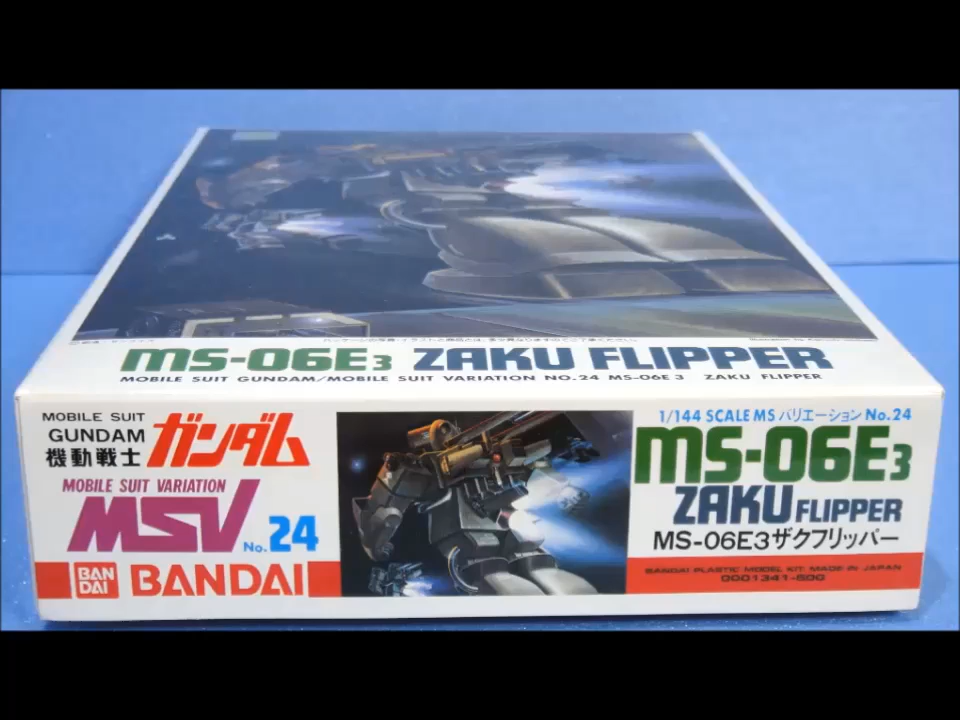 MS-06E3 ZAKU FLIPPER
MOBILE SUIT GUNDAM/MOBILE SUIT VARIATION NO.24 MS-06E3 ZAKU FLIPPER
MOBILE SUIT
GUNDAM
機動戦士 ガンダム
MOBILE SUIT VARIATION
MSV No.24
BAN DAI BANDAI
1/144 SCALE MS バリエーション No.24
MS-06E3
ZAKU FLIPPER
MS-06E3ザクフリッパー
BANDAI PLASTIC MODEL KIT MADE IN JAPAN
0001341-600